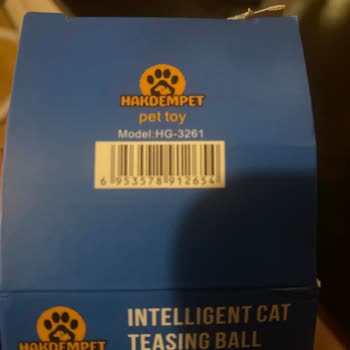 HAKDEMPET
pet toy
Model:HG-3261
6 953578 912654
HAKDEMPET
INTELLIGENT CAT
TEASING BALL